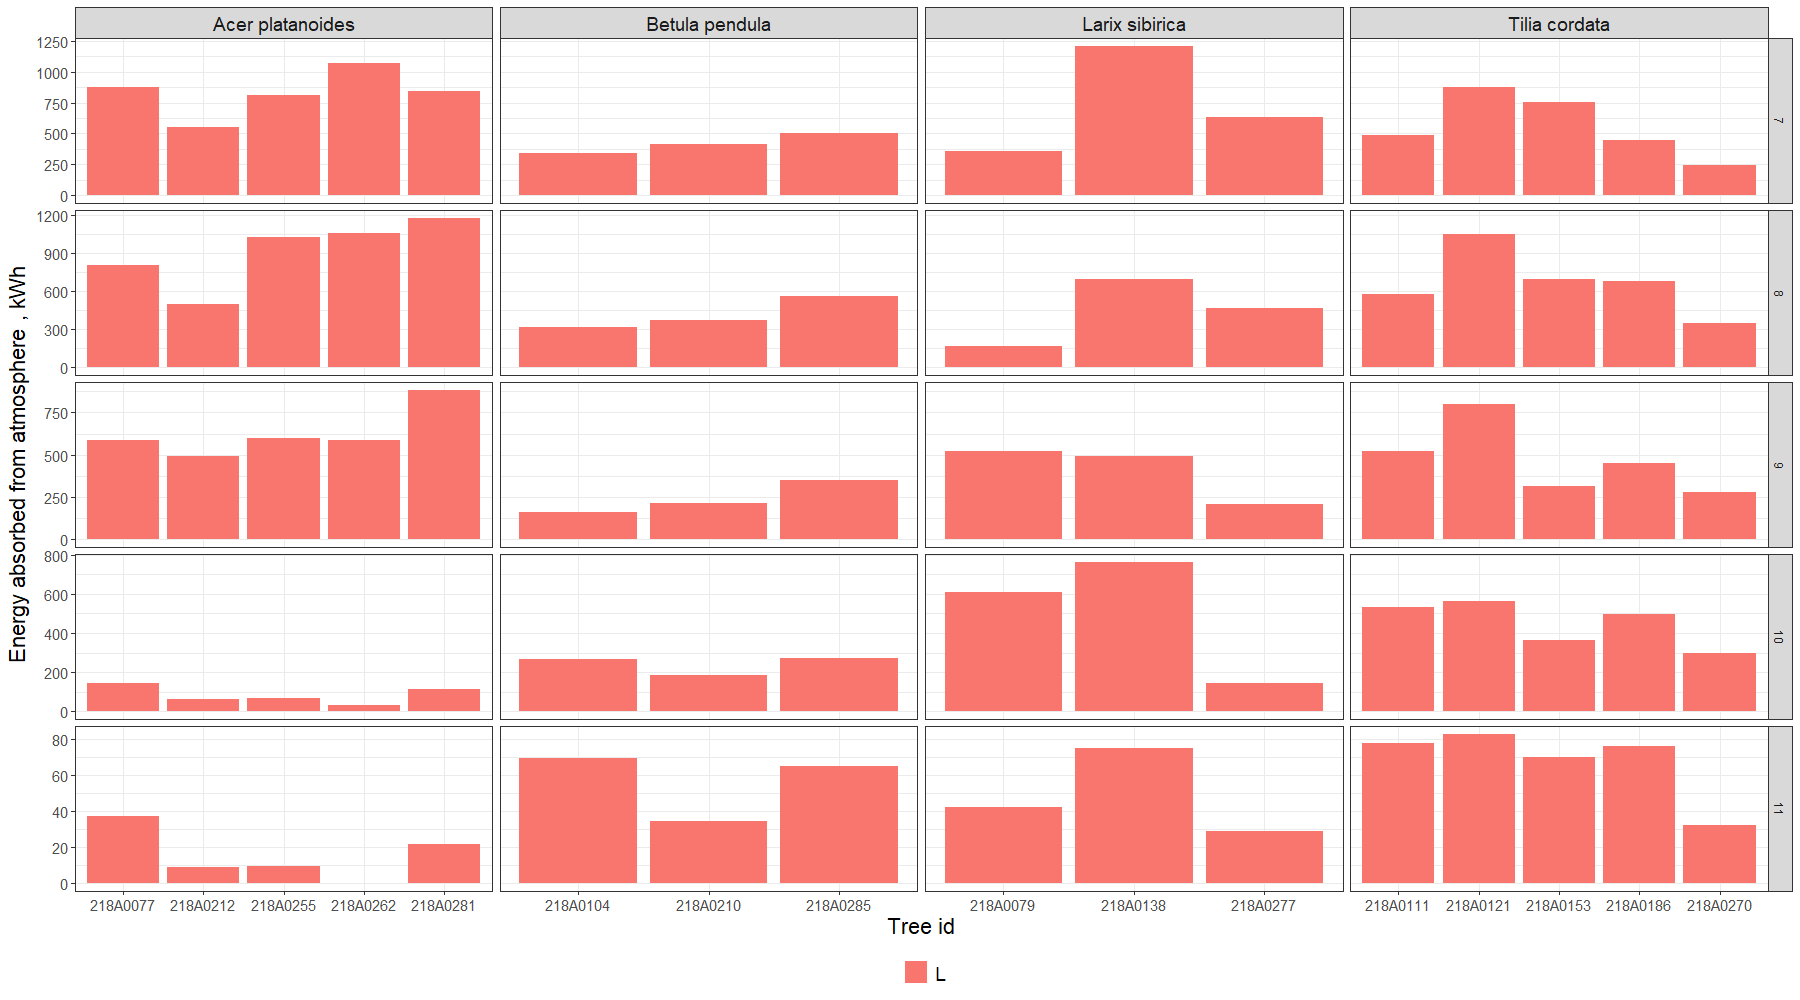 Acer platanoides
Betula pendula
Larix sibirica
Tilia cordata
Energy absorbed from atmosphere , kWh
1250
1000
750
500
250
0
7
1200
900
600
300
0
8
750
500
250
0
9
800
600
400
200
0
10
80
60
40
20
0
11
218A0077 218A0212 218A0255 218A0262 218A0281
218A0104 218A0210 218A0285
218A0079 218A0138 218A0277
218A0111 218A0121 218A0153 218A0186 218A0270
Tree id
L